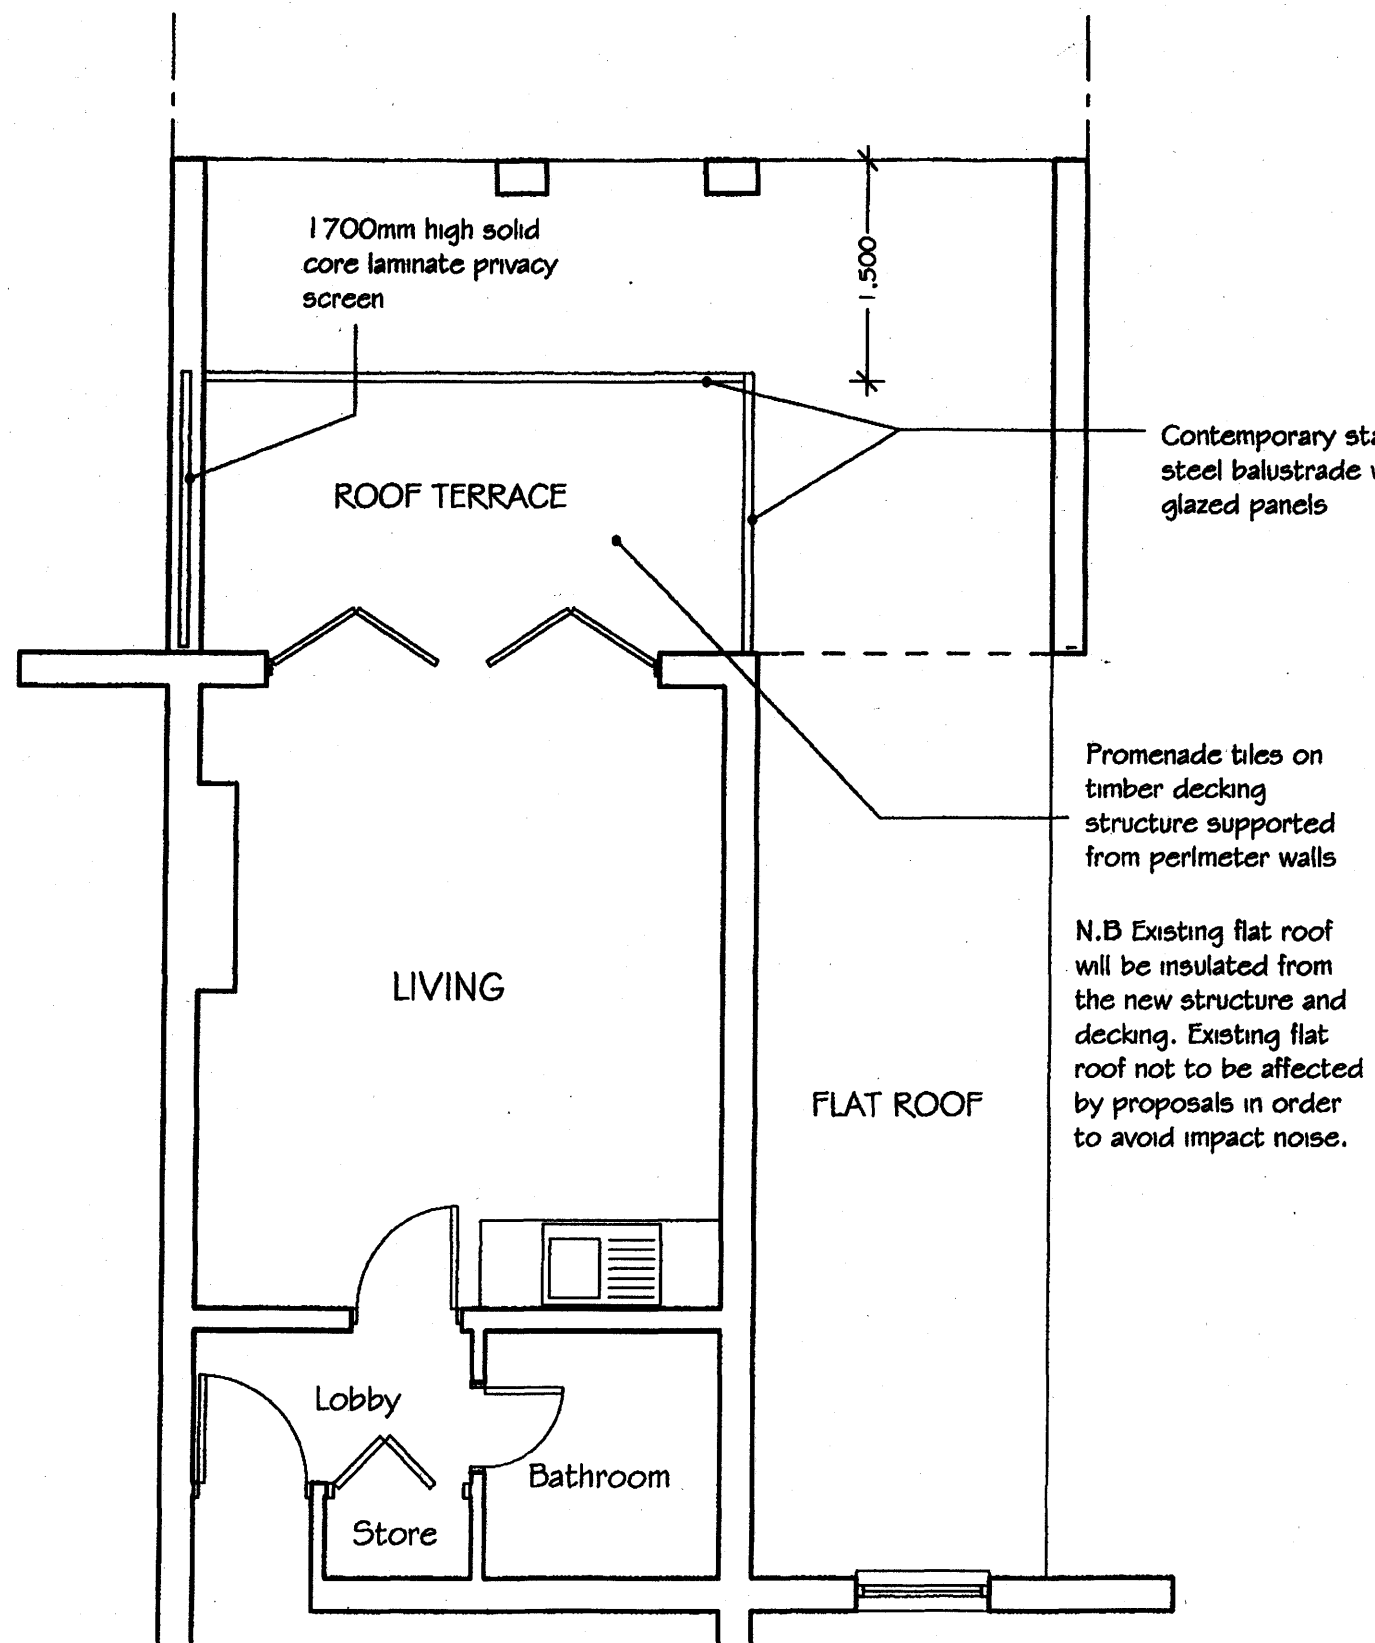 1700mm high solid
core laminate privacy
screen
1.500
Contemporary
steel balustrade
glazed panels
ROOF TERRACE
Promenade tiles on
timber decking
structure supported
from perimeter walls
N.B Existing flat roof
will be insulated from
the new structure and
decking. Existing flat
roof not to be affected
by proposals in order
to avoid impact noise.
LIVING
FLAT ROOF
Lobby
Bathroom
Store